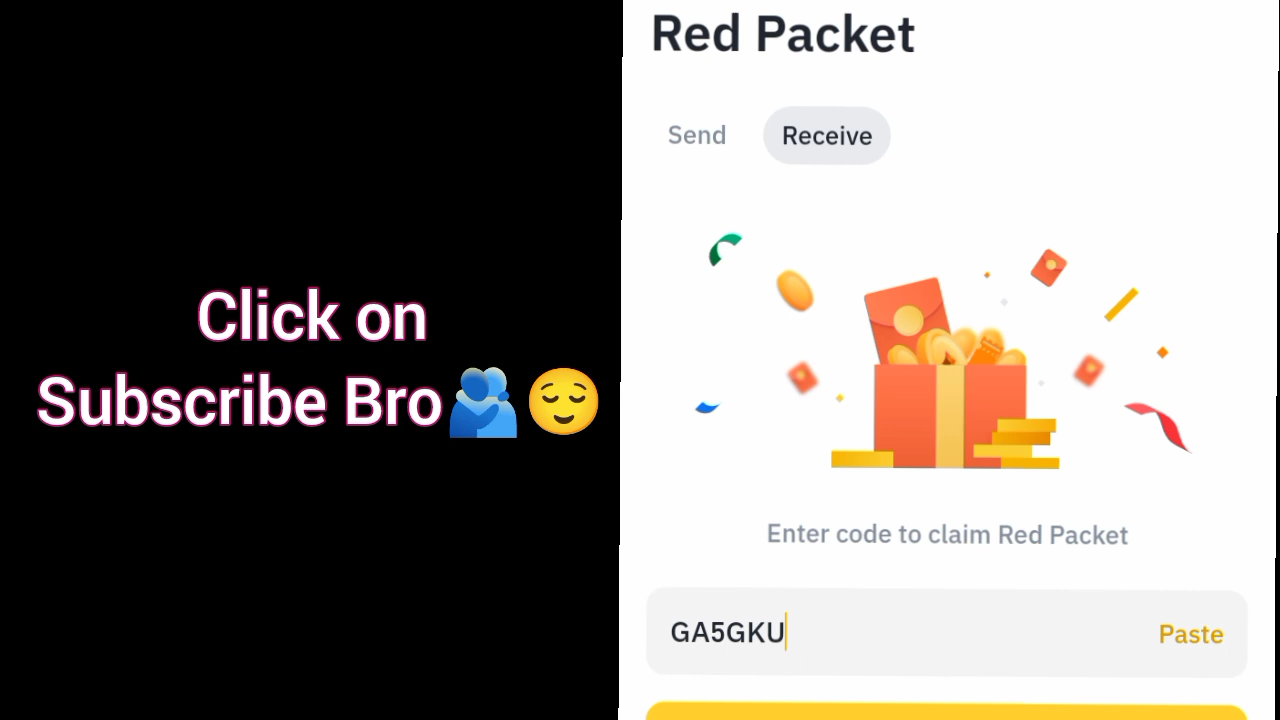 Click on
Subscribe Bro🫂😌
Red Packet
Send
Receive
Enter code to claim Red Packet
GA5GKU
Paste